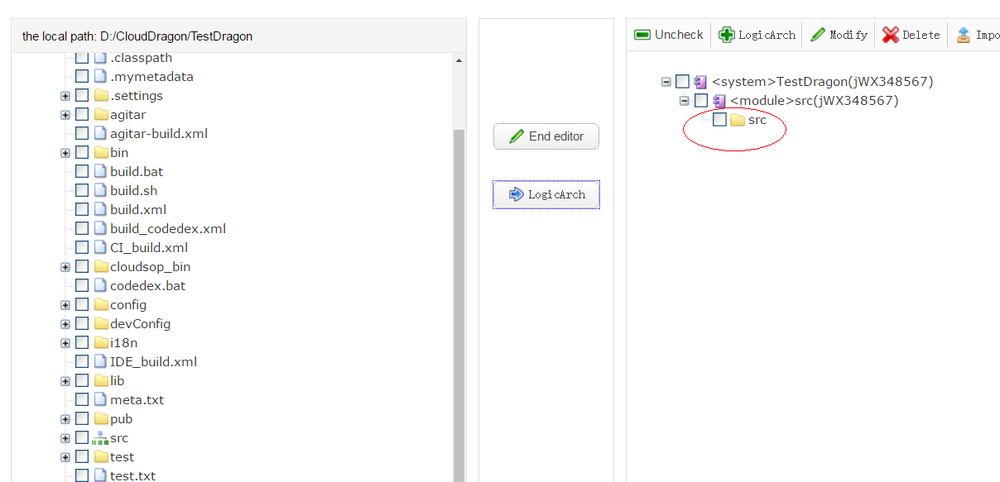 the local path: D:/CloudDragon/TestDragon
.classpath
.mymetadata
.settings
agitar
agitar-build.xml
bin
build.bat
build.sh
build.xml
build_codedex.xml
CI_build.xml
cloudsop_bin
codedex.bat
config
devConfig
i18n
IDE_build.xml
lib
meta.txt
pub
src
test
test.txt
End editor
LogicArch
Uncheck LogicArch Modify Delete Impo
<system>TestDragon(jWX348567)
<module>src(jWX348567)
src